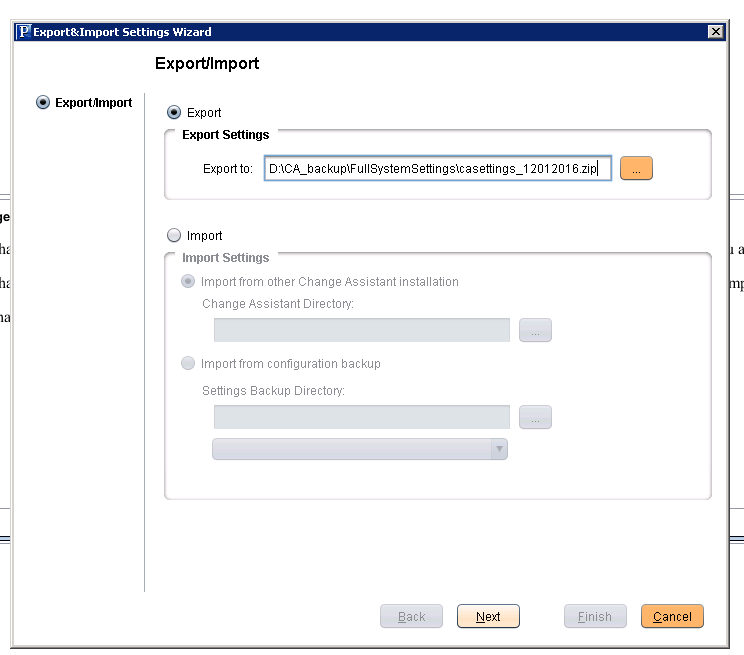 Export&Import Settings Wizard
Export/Import
Export/Import
Export
Export Settings
Export to: D:\CA_backup\FullSystemSettings\casettings_12012016.zip ...
Import
Import Settings
Import from other Change Assistant installation
Change Assistant Directory:
...
Import from configuration backup
Settings Backup Directory:
...
Back Next Finish Cancel